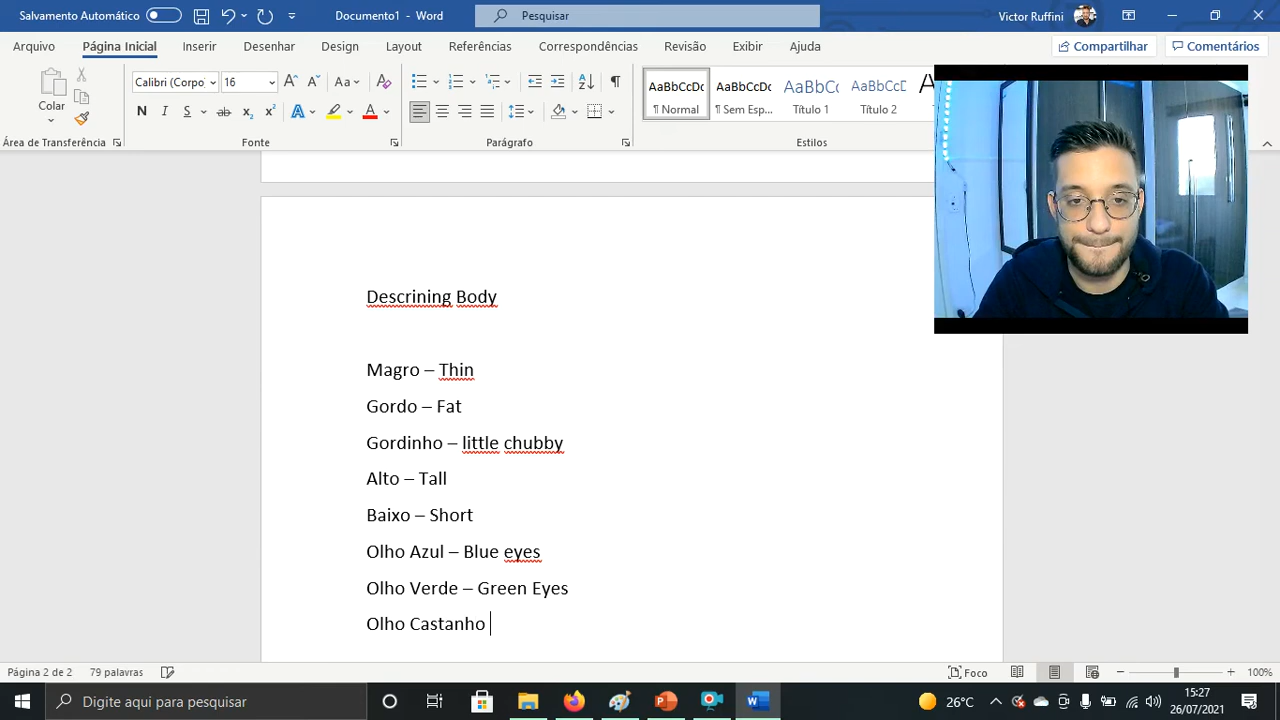 Salvamento Automático
Documento1 - Word
Pesquisar
Victor Ruffini
Arquivo Página Inicial Inserir Desenhar Design Layout Referências Correspondências Revisão Exibir Ajuda
Compartilhar Comentários
Colar
Calibri (Corpo 16
Aa
N I S ab x₂ x² A A
AaBbCcDc AaBbCcDc AaBbCc AaBbCcD
¶ Normal ¶ Sem Esp... Título 1 Título 2
Área de Transferência Fonte Parágrafo Estilos
Descrining Body
Magro – Thin
Gordo – Fat
Gordinho – little chubby
Alto – Tall
Baixo – Short
Olho Azul – Blue eyes
Olho Verde – Green Eyes
Olho Castanho
Página 2 de 2 79 palavras Foco 100%
Digite aqui para pesquisar
26°C
15:27
26/07/2021